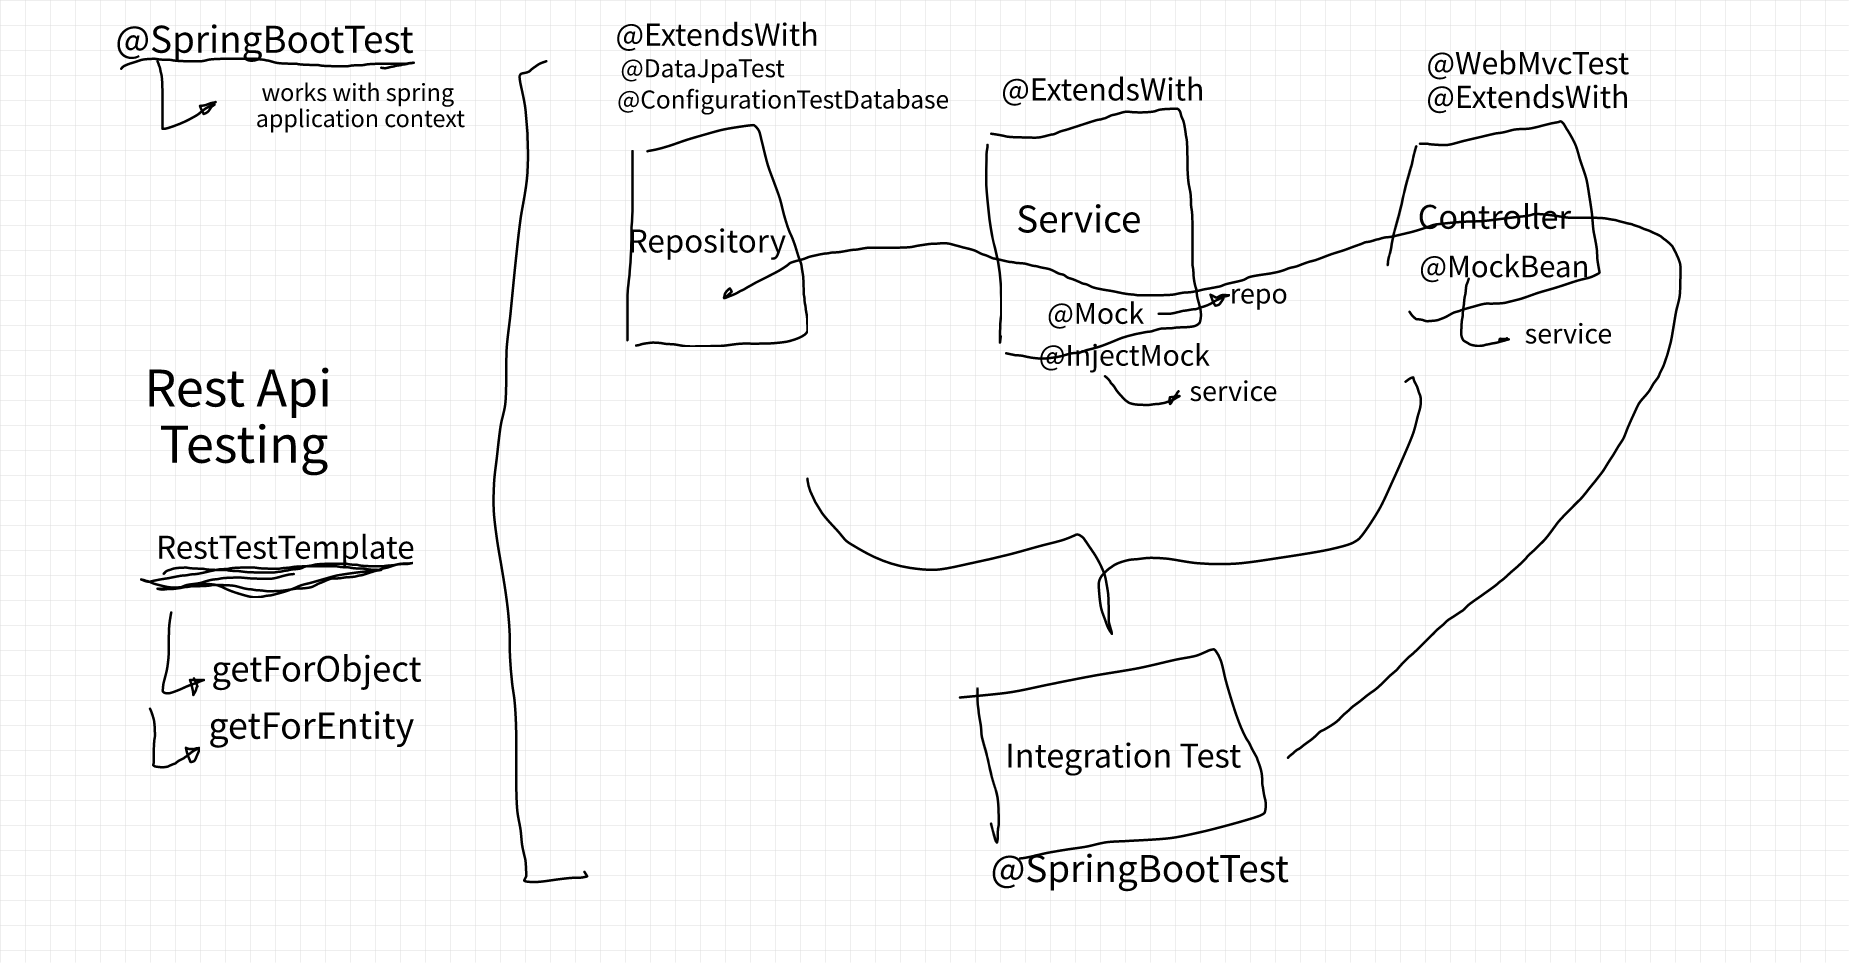 @SpringBootTest
works with spring
application context
Rest Api
Testing
RestTestTemplate
getForObject
getForEntity
@ExtendsWith
@DataJpaTest
@ConfigurationTestDatabase
Repository
@ExtendsWith
Service
@Mock
repo
@InjectMock
service
@WebMvcTest
@ExtendsWith
Controller
@MockBean
service
Integration Test
@SpringBootTest